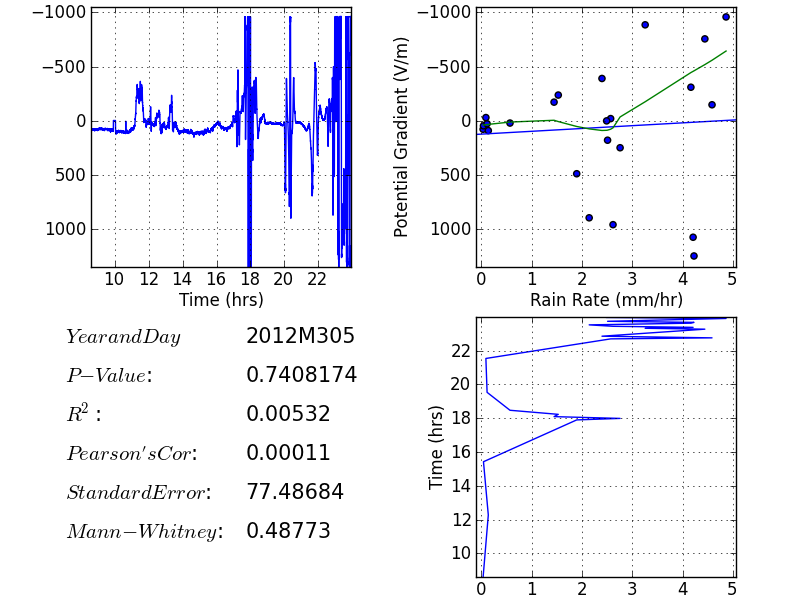 −1000
−500
0
500
1000
10 12 14 16 18 20 22
Time (hrs)
Potential Gradient (V/m)
−1000
−500
0
500
1000
0 1 2 3 4 5
Rain Rate (mm/hr)
YearandDay 2012M305
P−Value: 0.7408174
R²: 0.00532
Pearson'sCor: 0.00011
StandardError: 77.48684
Mann−Whitney: 0.48773
Time (hrs)
22
20
18
16
14
12
10
0 1 2 3 4 5